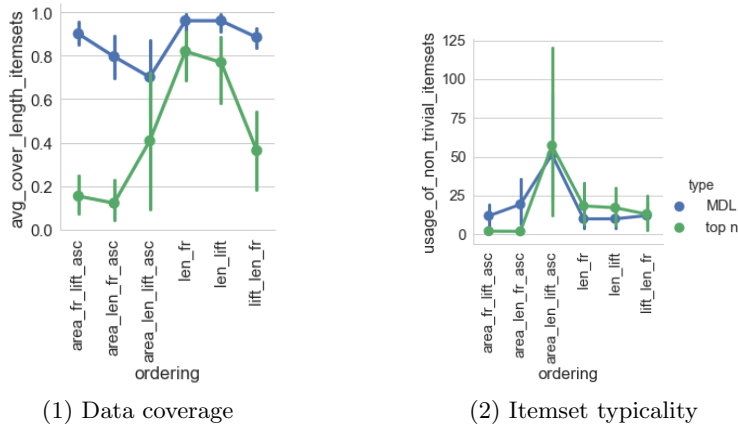 avg_cover_length_itemsets
1.0
0.8
0.6
0.4
0.2
0.0
area_fr_lift_asc
area_len_fr_asc
area_len_lift_asc
len_fr
len_lift
lift_len_fr
ordering
(1) Data coverage
usage_of_non_trivial_itemsets
125
100
75
50
25
0
area_fr_lift_asc
area_len_fr_asc
area_len_lift_asc
len_fr
len_lift
lift_len_fr
ordering
type
MDL
top n
(2) Itemset typicality